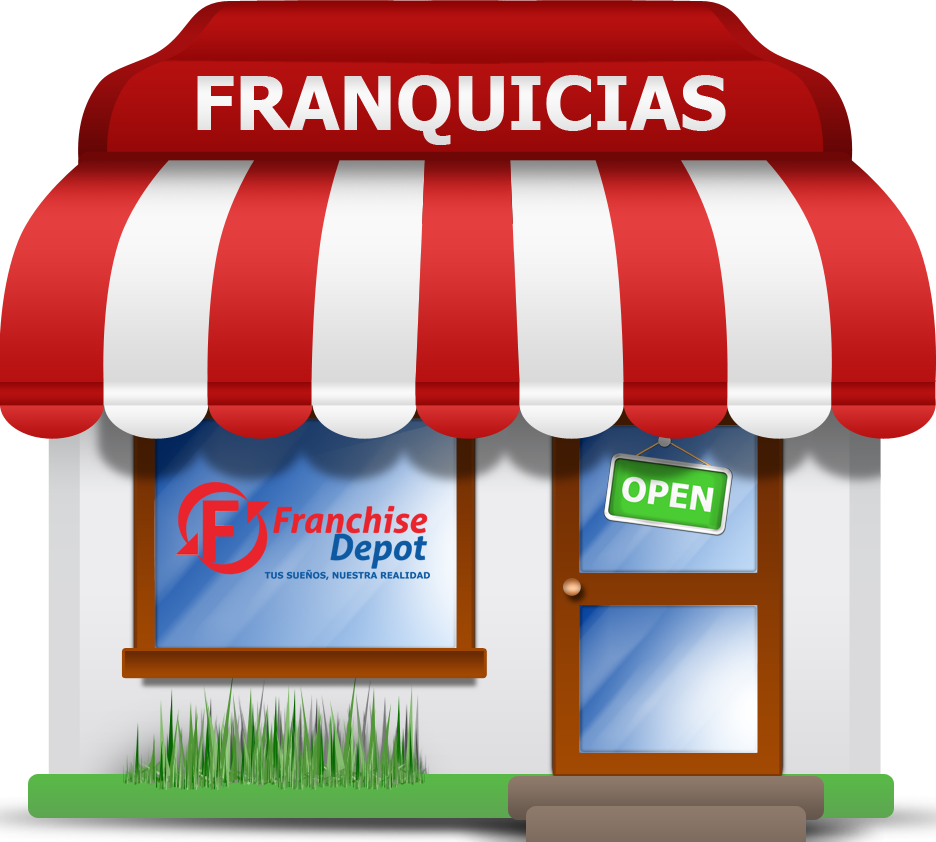 FRANQUICIAS
OPEN
F Franchise
Depot
TUS SUEÑOS, NUESTRA REALIDAD